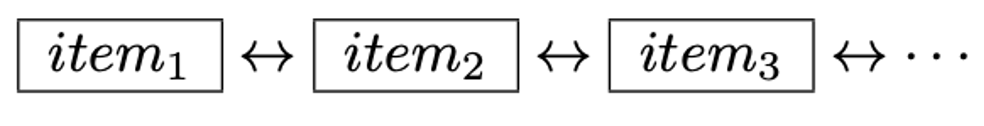 item₁ ↔ item₂ ↔ item₃ ↔ ⋯